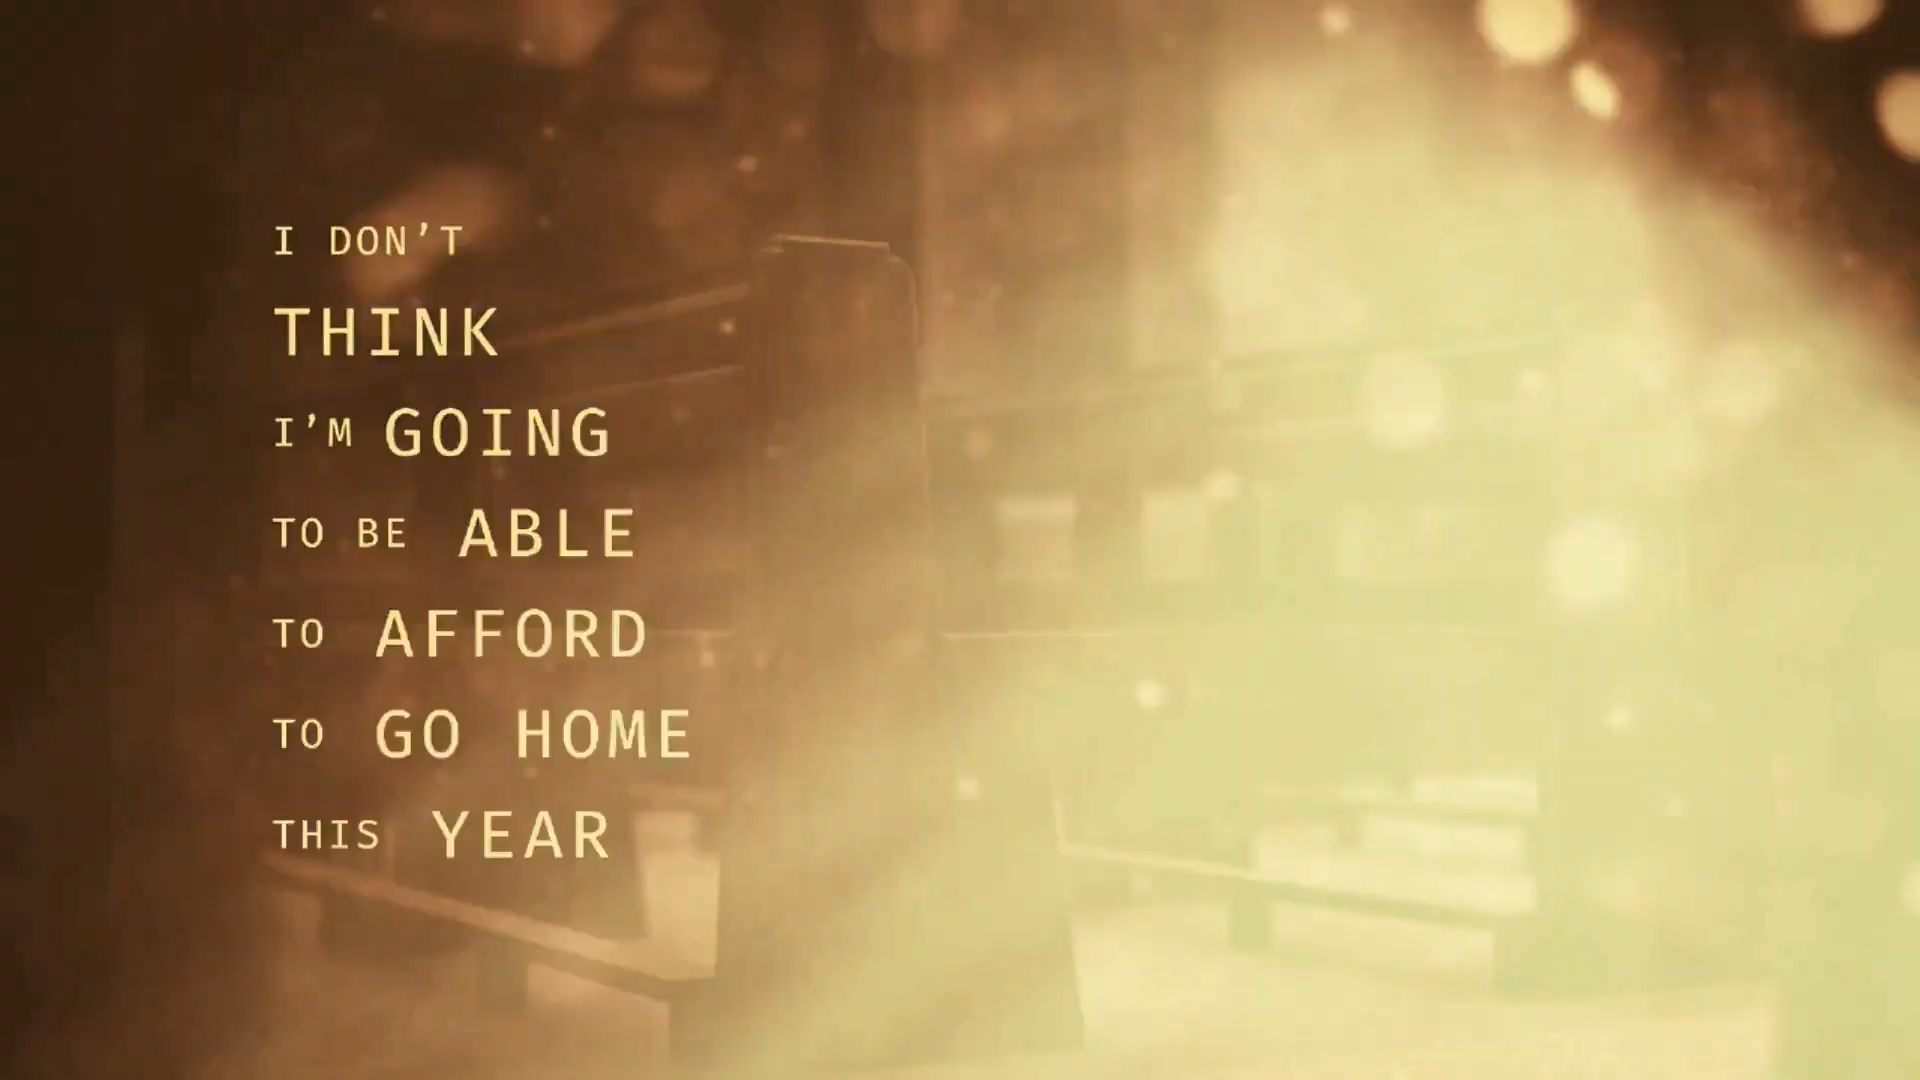 I DON’T
THINK
I’M GOING
TO BE ABLE
TO AFFORD
TO GO HOME
THIS YEAR